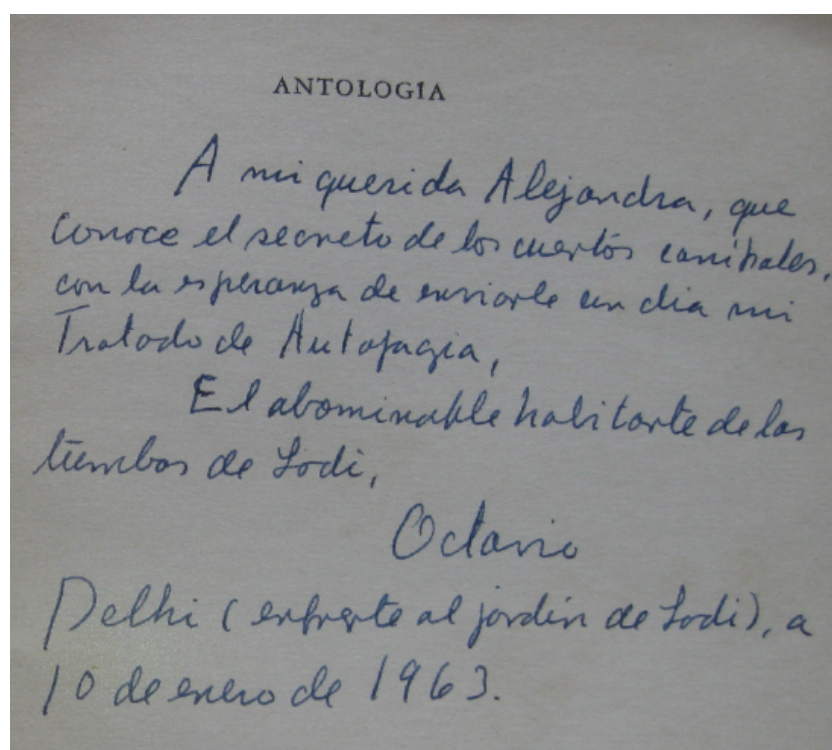 ANTOLOGÍA
A mi querida Alejandra, que
conoce el secreto de los cuentos caníbales,
con la esperanza de enviarle un día mi
Tratado de Autofagia,
El abominable habitante de las
tumbas de Lodi,
Octavio
Delhi (enfrente al jardín de Lodi), a
10 de enero de 1963.